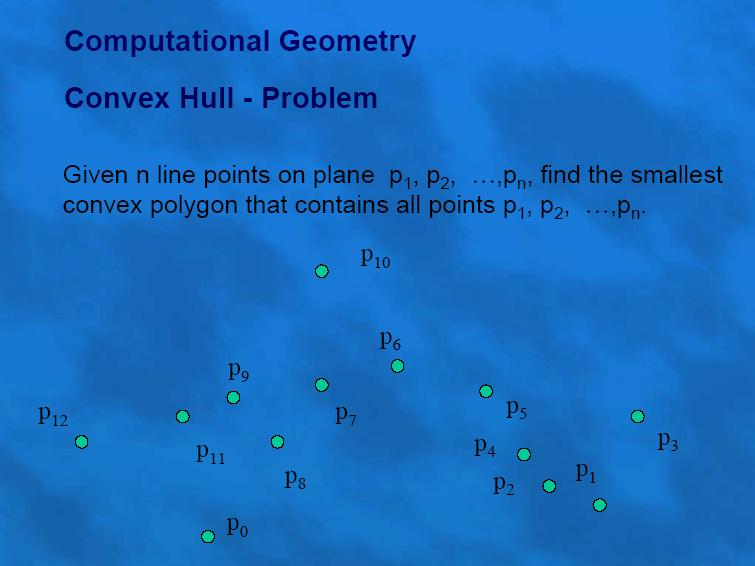 Computational Geometry
Convex Hull - Problem
Given n line points on plane p1, p2, …,pn, find the smallest
convex polygon that contains all points p1, p2, …,pn.
p10
p6
p9
p12
p7
p5
p11
p4
p3
p8
p2
p1
p0